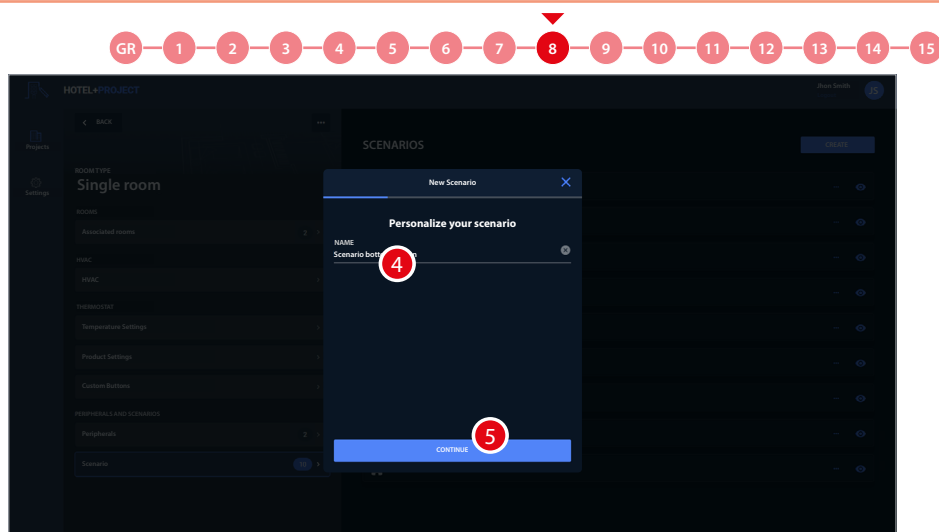 GR 1 2 3 4 5 6 7 8 9 10 11 12 13 14 15
HOTEL+PROJECT
Jhon Smith
JS
BACK
Projects
SCENARIOS
CREATE
ROOM TYPE
Single room
Settings
New Scenario
ROOMS
Associated rooms 2
Personalize your scenario
NAME
Scenario bott
4
HVAC
HVAC
THERMOSTAT
Temperature Settings
Product Settings
Custom Buttons
PERIPHERALS AND SCENARIOS
Peripherals 2
5
CONTINUE
Scenario 10